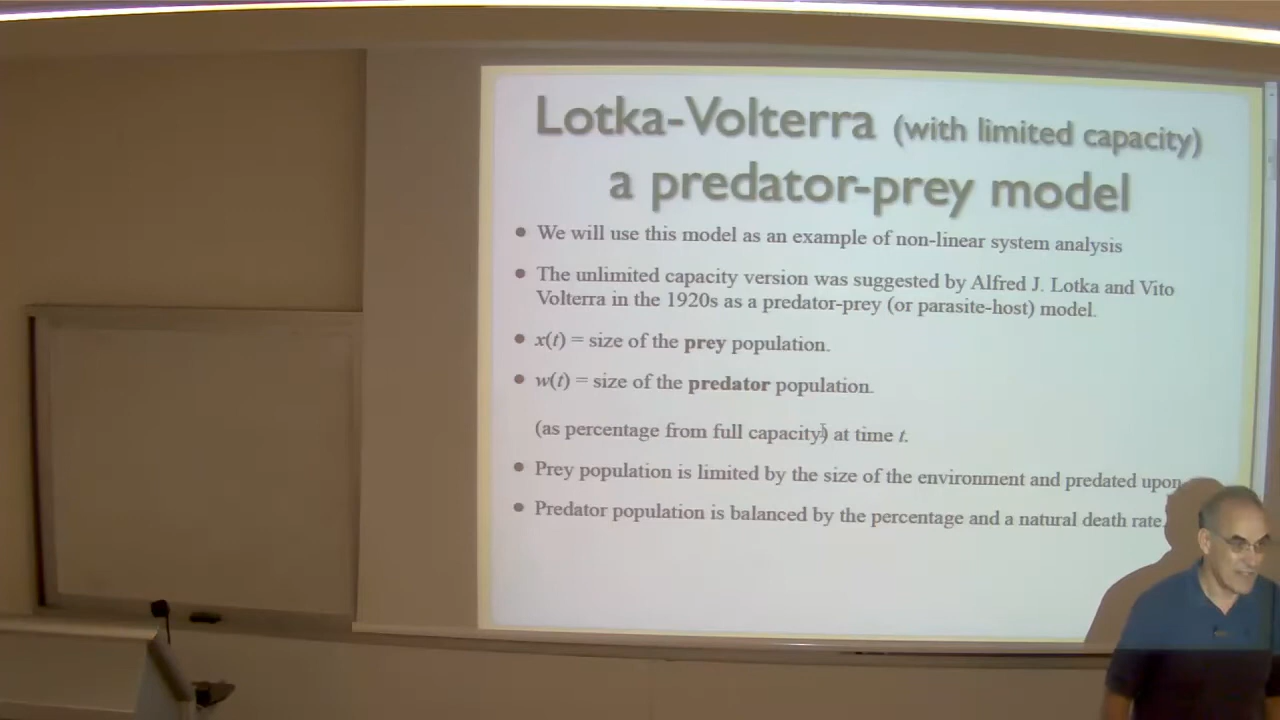 Lotka-Volterra (with limited capacity)
a predator-prey model
• We will use this model as an example of non-linear system analysis
• The unlimited capacity version was suggested by Alfred J. Lotka and Vito
Volterra in the 1920s as a predator-prey (or parasite-host) model.
• x(t) = size of the prey population.
• w(t) = size of the predator population.
(as percentage from full capacity) at time t.
• Prey population is limited by the size of the environment and predated upon
• Predator population is balanced by the percentage and a natural death rate.